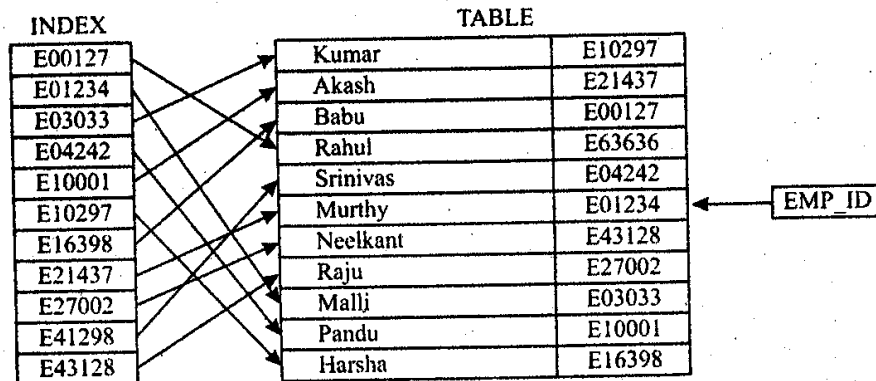 INDEX
TABLE
E00127
E01234
E03033
E04242
E10001
E10297
E16398
E21437
E27002
E41298
E43128
Kumar E10297
Akash E21437
Babu E00127
Rahul E63636
Srinivas E04242
Murthy E01234
Neelkant E43128
Raju E27002
Malli E03033
Pandu E10001
Harsha E16398
EMP_ID